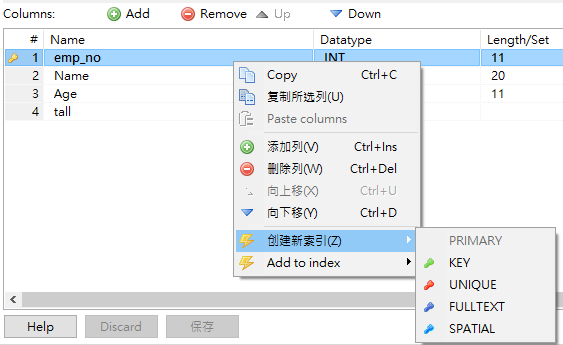 Columns: Add Remove Up Down
# Name Datatype Length/Set
1 emp_no INT 11
2 Name 20
3 Age 11
4 tall
Copy Ctrl+C
复制所选列(U)
Paste columns
添加列(V) Ctrl+Ins
删除列(W) Ctrl+Del
向上移(X) Ctrl+U
向下移(Y) Ctrl+D
创建新索引(Z)
Add to index
PRIMARY
KEY
UNIQUE
FULLTEXT
SPATIAL
Help Discard 保存